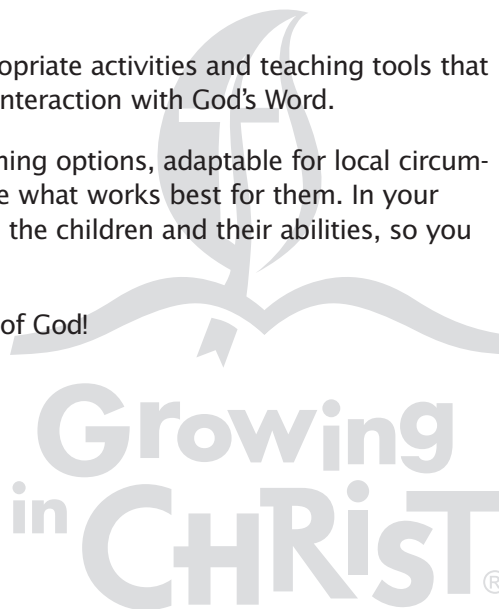 opriate activities and teaching tools that
nteraction with God’s Word.
ning options, adaptable for local circum-
e what works best for them. In your
the children and their abilities, so you
of God!
Growing
in CHRIST®